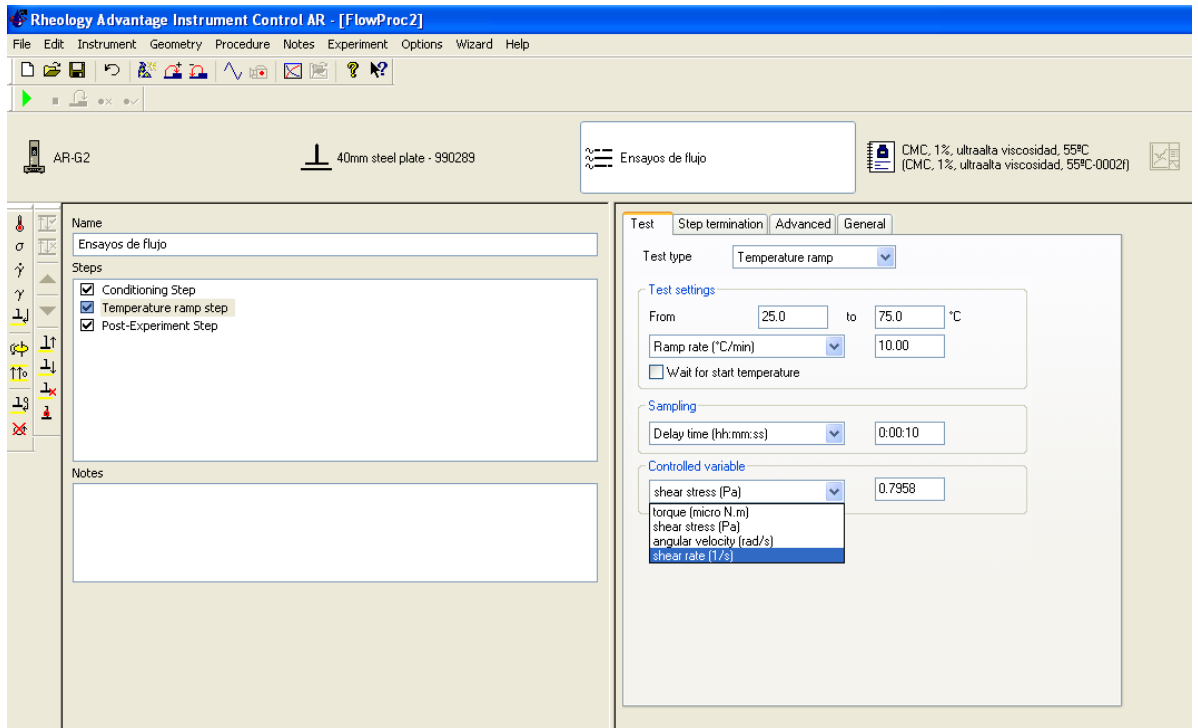 Rheology Advantage Instrument Control AR - [FlowProc2]
File Edit Instrument Geometry Procedure Notes Experiment Options Wizard Help
AR-G2
40mm steel plate - 990289
Ensayos de flujo
CMC, 1%, ultraalta viscosidad, 55ºC
(CMC, 1%, ultraalta viscosidad, 55ºC-0002f)
Name
Ensayos de flujo
Steps
Conditioning Step
Temperature ramp step
Post-Experiment Step
Notes
Test Step termination Advanced General
Test type Temperature ramp
Test settings
From 25.0 to 75.0 °C
Ramp rate (°C/min) 10.00
Wait for start temperature
Sampling
Delay time (hh:mm:ss) 0:00:10
Controlled variable
shear stress (Pa) 0.7958
torque (micro N.m)
shear stress (Pa)
angular velocity (rad/s)
shear rate (1/s)